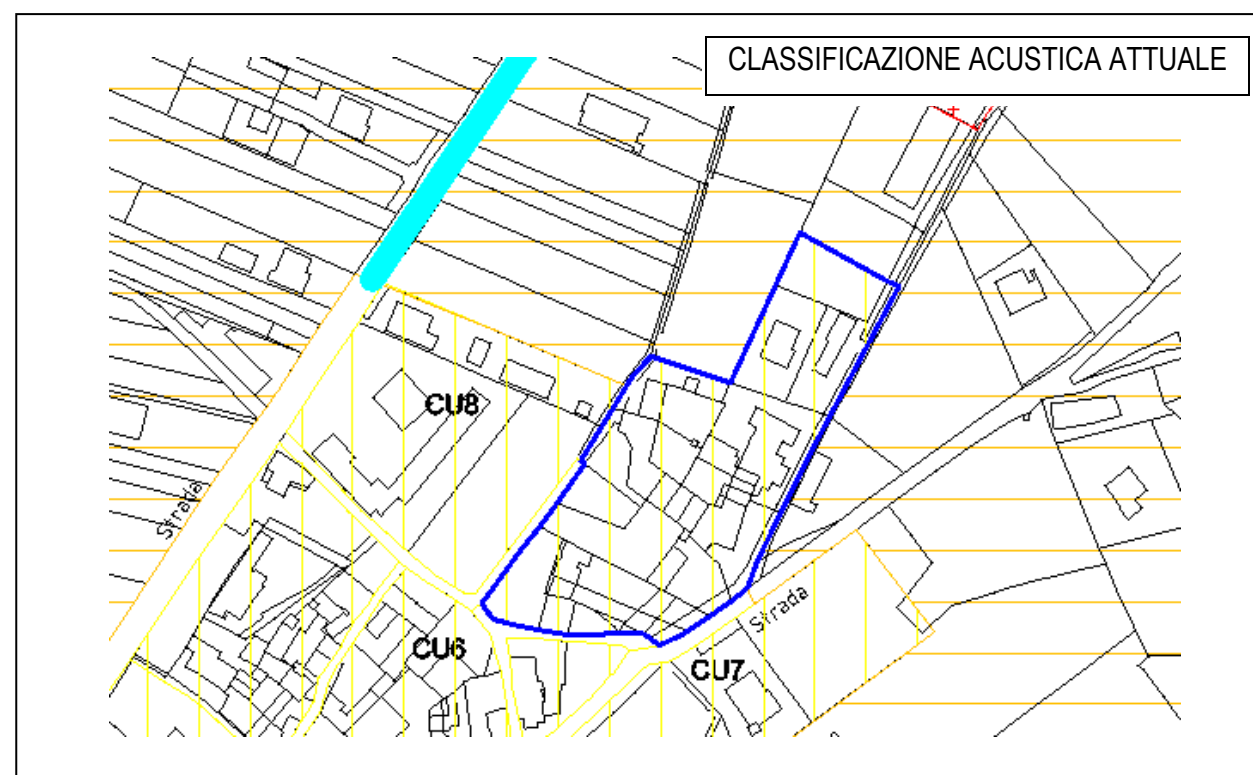 CLASSIFICAZIONE ACUSTICA ATTUALE
CU8
Strada
Strada
CU6
CU7